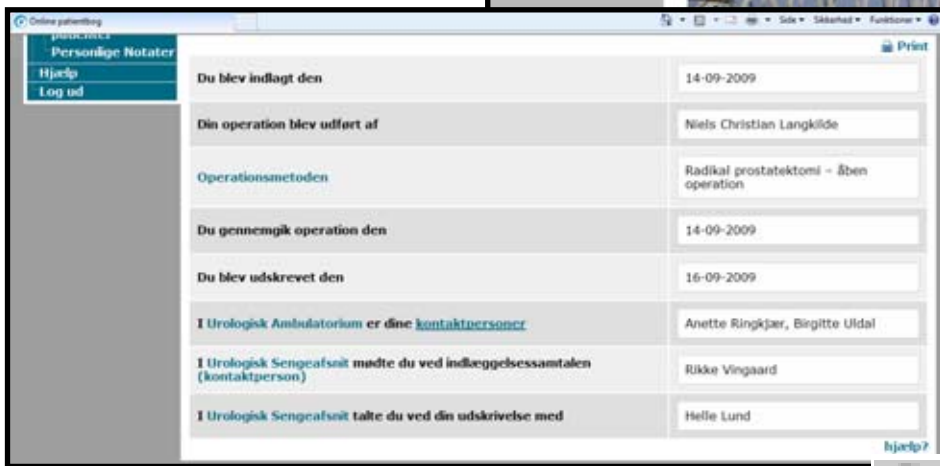 Online patientbog
Side
Sikkerhed
Funktioner
patienter
Personlige Notater
Hjælp
Log ud
Print
Du blev indlagt den
14-09-2009
Din operation blev udført af
Niels Christian Langkilde
Operationsmetoden
Radikal prostatektomi - åben
operation
Du gennemgik operation den
14-09-2009
Du blev udskrevet den
16-09-2009
I Urologisk Ambulatorium er dine kontaktpersoner
Anette Ringkjær, Birgitte Uldal
I Urologisk Sengeafsnit mødte du ved indlæggelsessamtalen
(kontaktperson)
Rikke Vingaard
I Urologisk Sengeafsnit talte du ved din udskrivelse med
Helle Lund
hjælp?